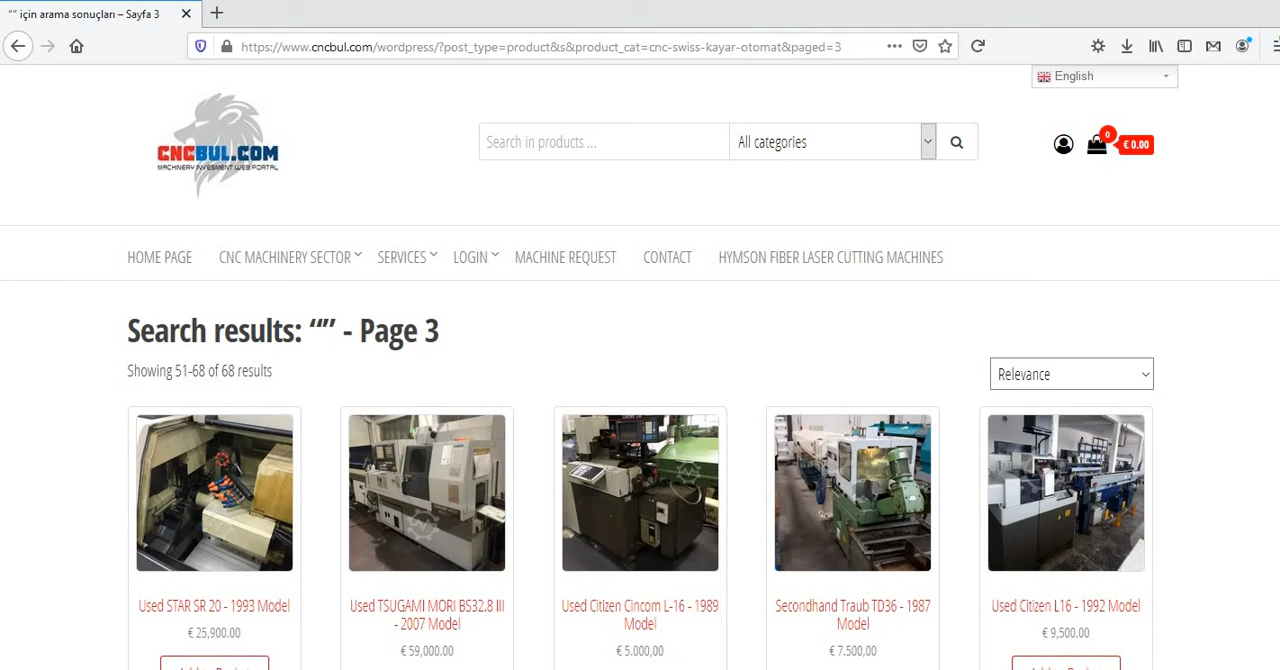 "" için arama sonuçları – Sayfa 3
https://www.cncbul.com/wordpress/?post_type=product&s&product_cat=cnc-swiss-kayar-otomat&paged=3
English
CNCBUL.COM
MACHINERY INVESMENT WEB PORTAL
Search in products ...
All categories
0
€ 0.00
HOME PAGE
CNC MACHINERY SECTOR
SERVICES
LOGIN
MACHINE REQUEST
CONTACT
HYMSON FIBER LASER CUTTING MACHINES
Search results: “” - Page 3
Showing 51-68 of 68 results
Relevance
Used STAR SR 20 - 1993 Model
€ 25,900.00
Used TSUGAMI MORI BS32.8 III
- 2007 Model
€ 59,000.00
Used Citizen Cincom L-16 - 1989
Model
€ 5.000,00
Secondhand Traub TD36 - 1987
Model
€ 7.500,00
Used Citizen L16 - 1992 Model
€ 9,500.00